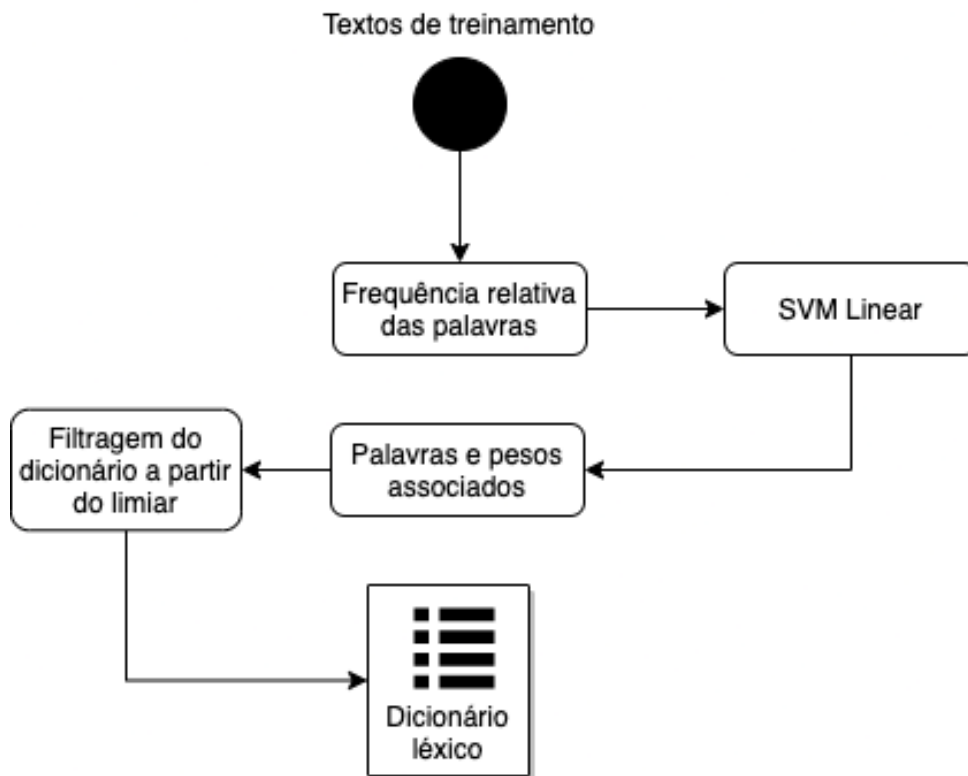 Textos de treinamento
Frequência relativa
das palavras
SVM Linear
Palavras e pesos
associados
Filtragem do
dicionário a partir
do limiar
Dicionário
léxico